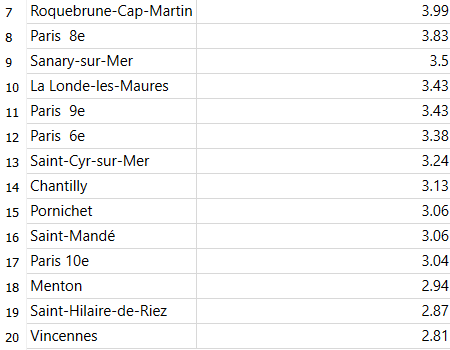 7 Roquebrune-Cap-Martin 3.99
8 Paris  8e 3.83
9 Sanary-sur-Mer 3.5
10 La Londe-les-Maures 3.43
11 Paris  9e 3.43
12 Paris  6e 3.38
13 Saint-Cyr-sur-Mer 3.24
14 Chantilly 3.13
15 Pornichet 3.06
16 Saint-Mandé 3.06
17 Paris 10e 3.04
18 Menton 2.94
19 Saint-Hilaire-de-Riez 2.87
20 Vincennes 2.81